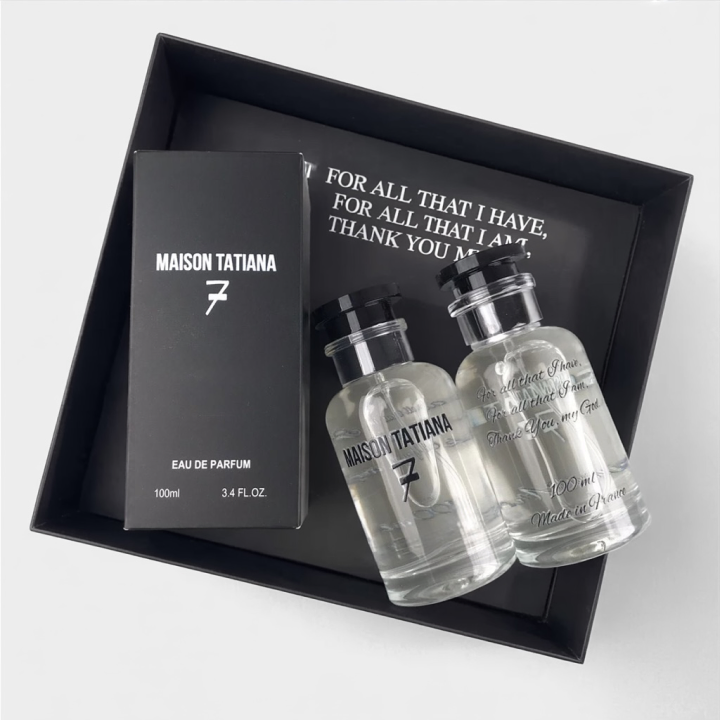 MAISON TATIANA
7
EAU DE PARFUM
100ml 3.4 FL.OZ.
FOR ALL THAT I HAVE,
FOR ALL THAT I AM,
THANK YOU
MAISON TATIANA
7
For all that I have,
For all that I am,
Thank You, my God.
100 ml
Made in France